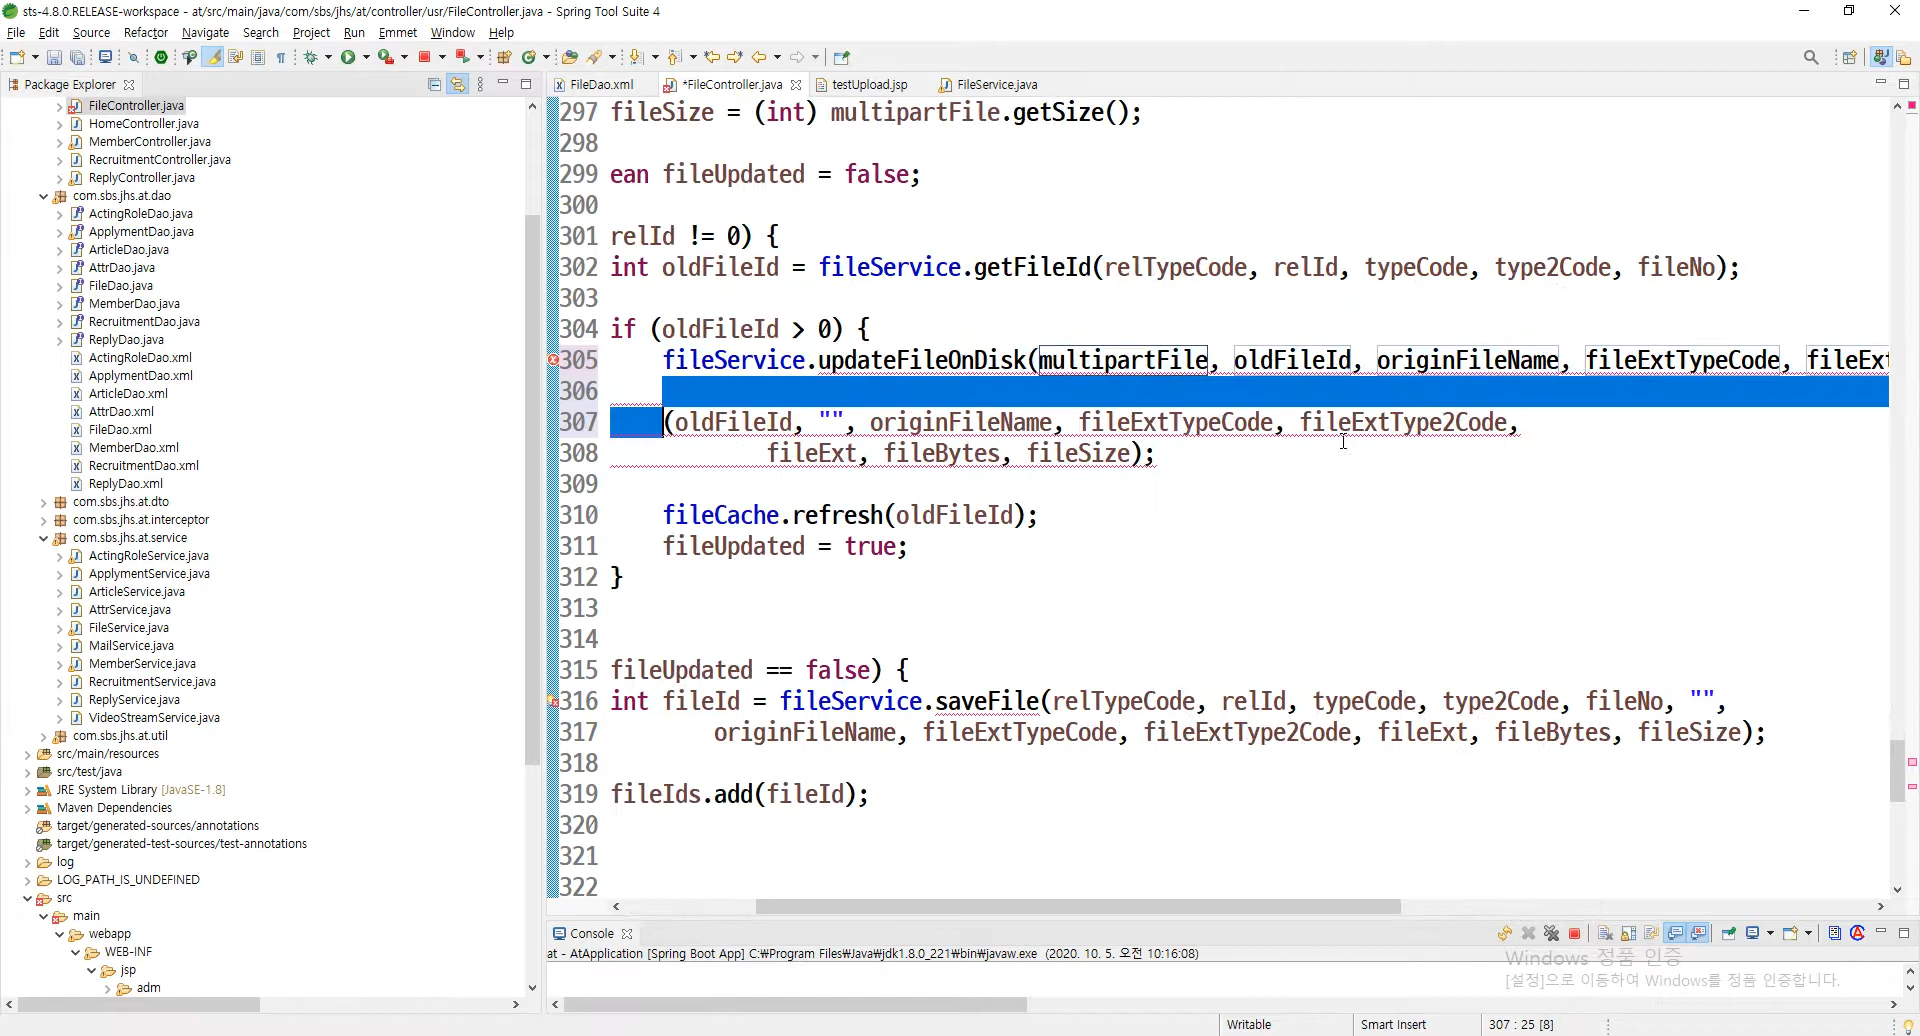 sts-4.8.0.RELEASE-workspace - at/src/main/java/com/sbs/jhs/at/controller/usr/FileController.java - Spring Tool Suite 4
File Edit Source Refactor Navigate Search Project Run Emmet Window Help
Package Explorer
FileController.java
HomeController.java
MemberController.java
RecruitmentController.java
ReplyController.java
com.sbs.jhs.at.dao
ActingRoleDao.java
ApplymentDao.java
ArticleDao.java
AttrDao.java
FileDao.java
MemberDao.java
RecruitmentDao.java
ReplyDao.java
ActingRoleDao.xml
ApplymentDao.xml
ArticleDao.xml
AttrDao.xml
FileDao.xml
MemberDao.xml
RecruitmentDao.xml
ReplyDao.xml
com.sbs.jhs.at.dto
com.sbs.jhs.at.interceptor
com.sbs.jhs.at.service
ActingRoleService.java
ApplymentService.java
ArticleService.java
AttrService.java
FileService.java
MailService.java
MemberService.java
RecruitmentService.java
ReplyService.java
VideoStreamService.java
com.sbs.jhs.at.util
src/main/resources
src/test/java
JRE System Library [JavaSE-1.8]
Maven Dependencies
target/generated-sources/annotations
target/generated-test-sources/test-annotations
log
LOG_PATH_IS_UNDEFINED
src
main
webapp
WEB-INF
jsp
adm
FileDao.xml *FileController.java testUpload.jsp FileService.java
297 fileSize = (int) multipartFile.getSize();
298
299 ean fileUpdated = false;
300
301 relId != 0) {
302 int oldFileId = fileService.getFileId(relTypeCode, relId, typeCode, type2Code, fileNo);
303
304 if (oldFileId > 0) {
305 fileService.updateFileOnDisk(multipartFile, oldFileId, originFileName, fileExtTypeCode, fileExt
306
307 (oldFileId, "", originFileName, fileExtTypeCode, fileExtType2Code,
308 fileExt, fileBytes, fileSize);
309
310 fileCache.refresh(oldFileId);
311 fileUpdated = true;
312 }
313
314
315 fileUpdated == false) {
316 int fileId = fileService.saveFile(relTypeCode, relId, typeCode, type2Code, fileNo, "",
317 originFileName, fileExtTypeCode, fileExtType2Code, fileExt, fileBytes, fileSize);
318
319 fileIds.add(fileId);
320
321
322
Console
at - AtApplication [Spring Boot App] C:₩Program Files₩Java₩jdk1.8.0_221₩bin₩javaw.exe (2020. 10. 5. 오전 10:16:08)
Windows 정품 인증
[설정]으로 이동하여 Windows를 정품 인증합니다.
Writable Smart Insert 307 : 25 [8]